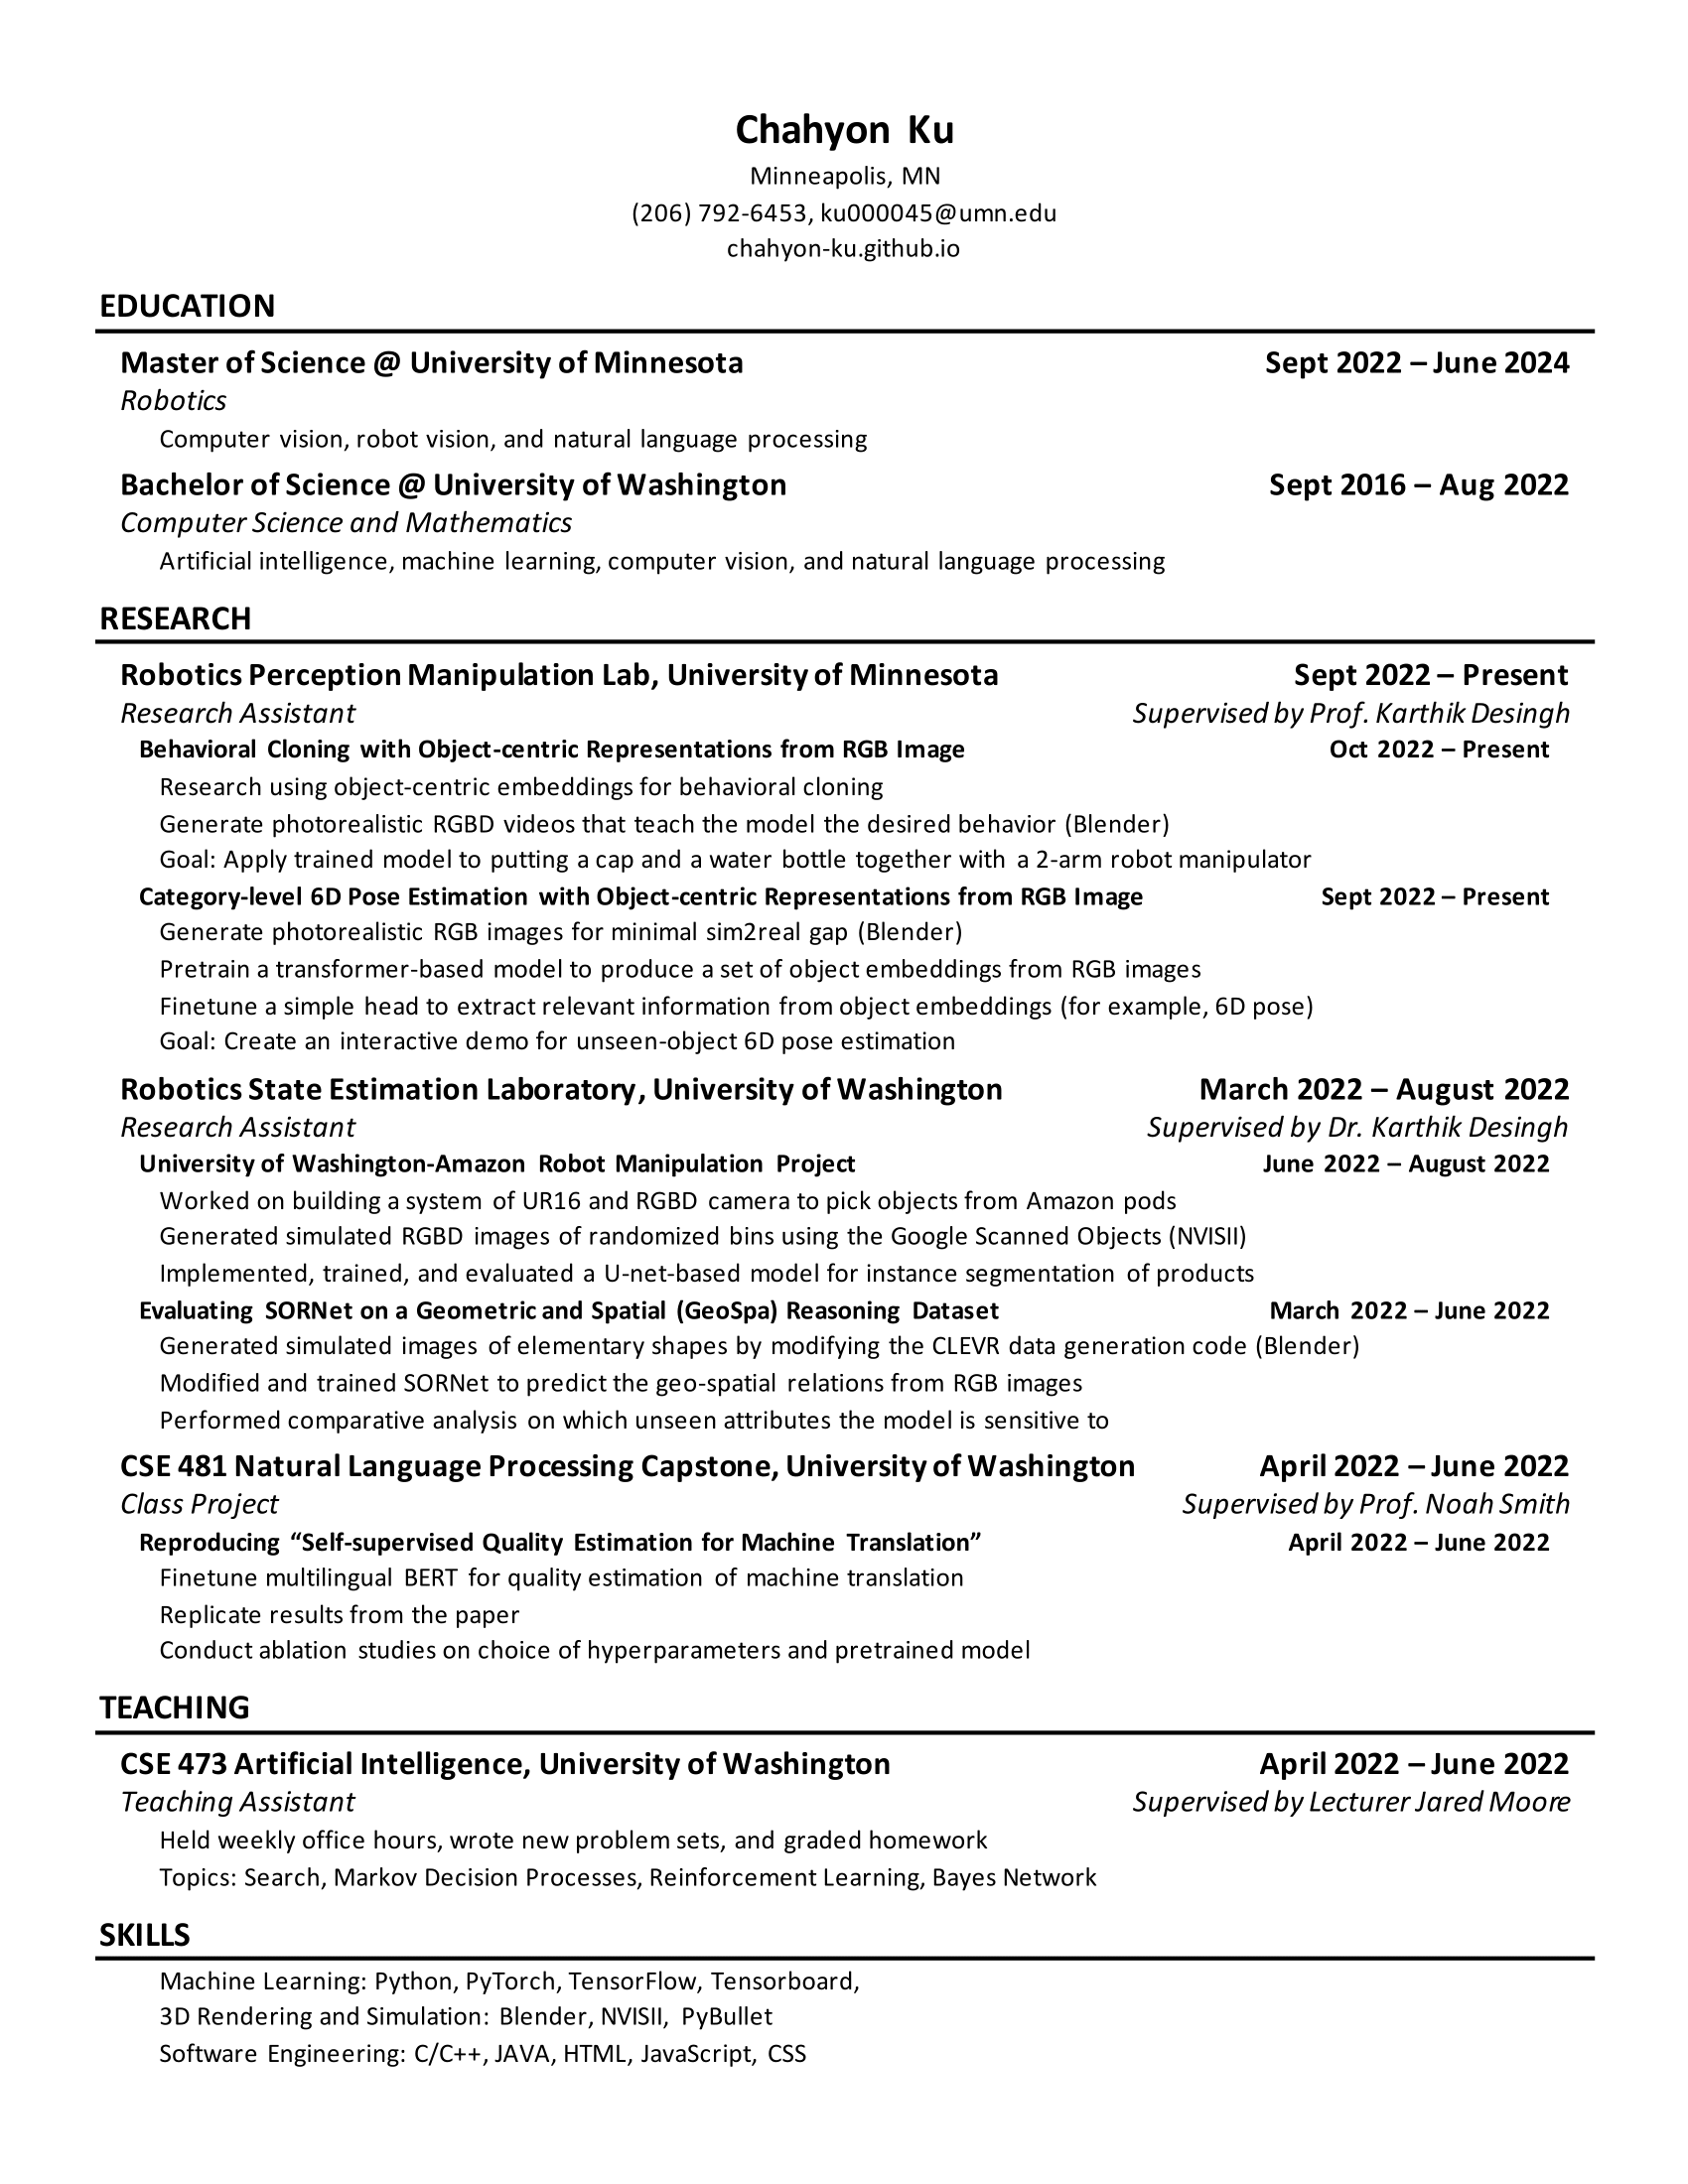 Chahyon Ku
Minneapolis, MN
(206) 792-6453, ku000045@umn.edu
chahyon-ku.github.io
EDUCATION
Master of Science @ University of Minnesota Sept 2022 – June 2024
Robotics
Computer vision, robot vision, and natural language processing
Bachelor of Science @ University of Washington Sept 2016 – Aug 2022
Computer Science and Mathematics
Artificial intelligence, machine learning, computer vision, and natural language processing
RESEARCH
Robotics Perception Manipulation Lab, University of Minnesota Sept 2022 – Present
Research Assistant Supervised by Prof. Karthik Desingh
Behavioral Cloning with Object-centric Representations from RGB Image Oct 2022 – Present
Research using object-centric embeddings for behavioral cloning
Generate photorealistic RGBD videos that teach the model the desired behavior (Blender)
Goal: Apply trained model to putting a cap and a water bottle together with a 2-arm robot manipulator
Category-level 6D Pose Estimation with Object-centric Representations from RGB Image Sept 2022 – Present
Generate photorealistic RGB images for minimal sim2real gap (Blender)
Pretrain a transformer-based model to produce a set of object embeddings from RGB images
Finetune a simple head to extract relevant information from object embeddings (for example, 6D pose)
Goal: Create an interactive demo for unseen-object 6D pose estimation
Robotics State Estimation Laboratory, University of Washington March 2022 – August 2022
Research Assistant Supervised by Dr. Karthik Desingh
University of Washington-Amazon Robot Manipulation Project June 2022 – August 2022
Worked on building a system of UR16 and RGBD camera to pick objects from Amazon pods
Generated simulated RGBD images of randomized bins using the Google Scanned Objects (NVISII)
Implemented, trained, and evaluated a U-net-based model for instance segmentation of products
Evaluating SORNet on a Geometric and Spatial (GeoSpa) Reasoning Dataset March 2022 – June 2022
Generated simulated images of elementary shapes by modifying the CLEVR data generation code (Blender)
Modified and trained SORNet to predict the geo-spatial relations from RGB images
Performed comparative analysis on which unseen attributes the model is sensitive to
CSE 481 Natural Language Processing Capstone, University of Washington April 2022 – June 2022
Class Project Supervised by Prof. Noah Smith
Reproducing “Self-supervised Quality Estimation for Machine Translation” April 2022 – June 2022
Finetune multilingual BERT for quality estimation of machine translation
Replicate results from the paper
Conduct ablation studies on choice of hyperparameters and pretrained model
TEACHING
CSE 473 Artificial Intelligence, University of Washington April 2022 – June 2022
Teaching Assistant Supervised by Lecturer Jared Moore
Held weekly office hours, wrote new problem sets, and graded homework
Topics: Search, Markov Decision Processes, Reinforcement Learning, Bayes Network
SKILLS
Machine Learning: Python, PyTorch, TensorFlow, Tensorboard,
3D Rendering and Simulation: Blender, NVISII, PyBullet
Software Engineering: C/C++, JAVA, HTML, JavaScript, CSS